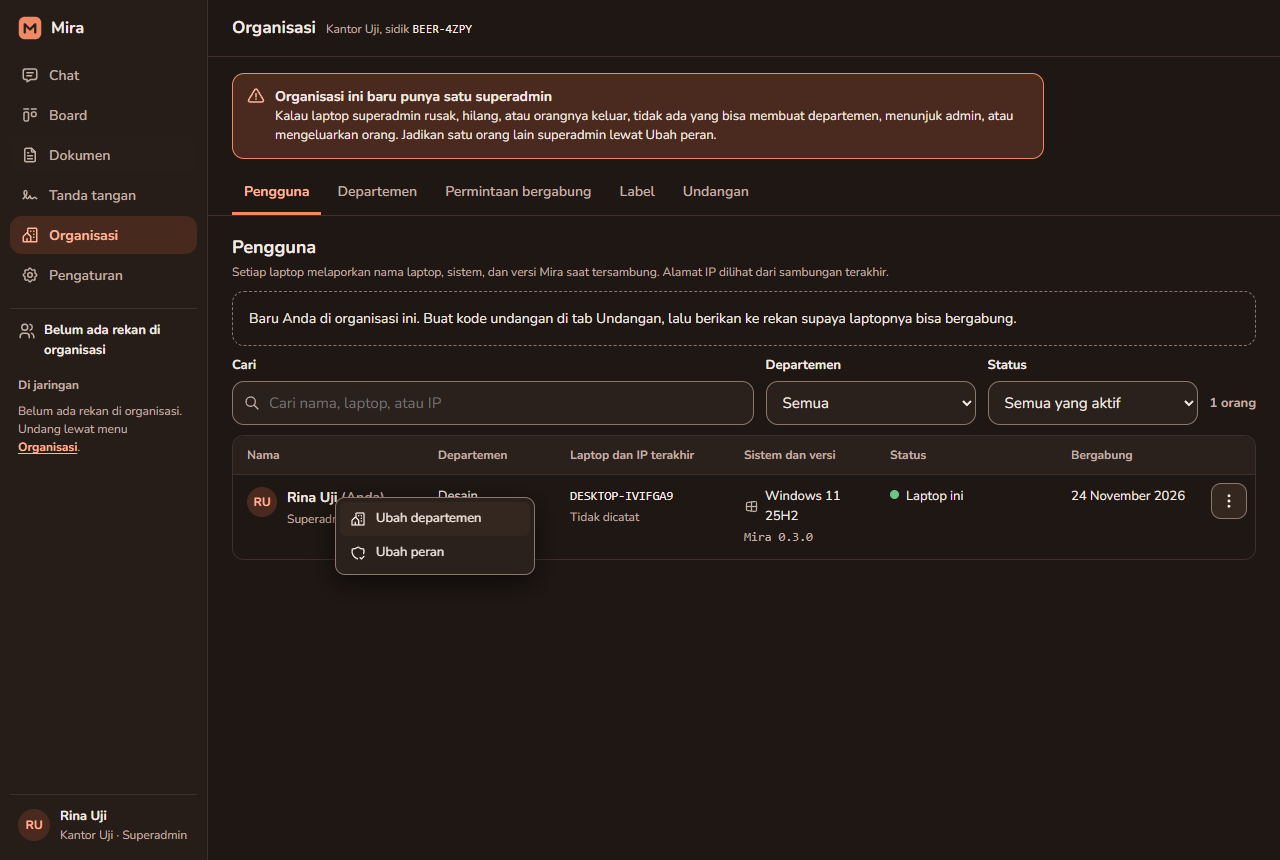 Mira
Chat
Board
Dokumen
Tanda tangan
Organisasi
Pengaturan
Belum ada rekan di
organisasi
Di jaringan
Belum ada rekan di organisasi.
Undang lewat menu
Organisasi.
RU
Rina Uji
Kantor Uji · Superadmin
Organisasi Kantor Uji, sidik BEER-4ZPY
Organisasi ini baru punya satu superadmin
Kalau laptop superadmin rusak, hilang, atau orangnya keluar, tidak ada yang bisa membuat departemen, menunjuk admin, atau
mengeluarkan orang. Jadikan satu orang lain superadmin lewat Ubah peran.
Pengguna Departemen Permintaan bergabung Label Undangan
Pengguna
Setiap laptop melaporkan nama laptop, sistem, dan versi Mira saat tersambung. Alamat IP dilihat dari sambungan terakhir.
Baru Anda di organisasi ini. Buat kode undangan di tab Undangan, lalu berikan ke rekan supaya laptopnya bisa bergabung.
Cari Departemen Status
Cari nama, laptop, atau IP Semua Semua yang aktif 1 orang
Nama Departemen Laptop dan IP terakhir Sistem dan versi Status Bergabung
RU Rina Uji (Anda) Desain DESKTOP-IVIFGA9 Windows 11 Laptop ini 24 November 2026
25H2
Tidak dicatat
Mira 0.3.0
Ubah departemen
Ubah peran